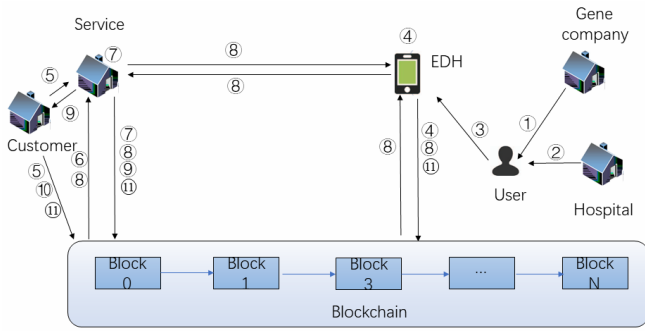 Service
Gene
company
④
EDH
⑦
⑧
⑤
⑧
⑨
①
③
②
Customer
⑥
⑧
⑦
⑧
⑨
⑪
⑧
④
⑧
⑪
User
Hospital
⑤
⑩
⑪
Block
0
Block
1
Block
3
...
Block
N
Blockchain